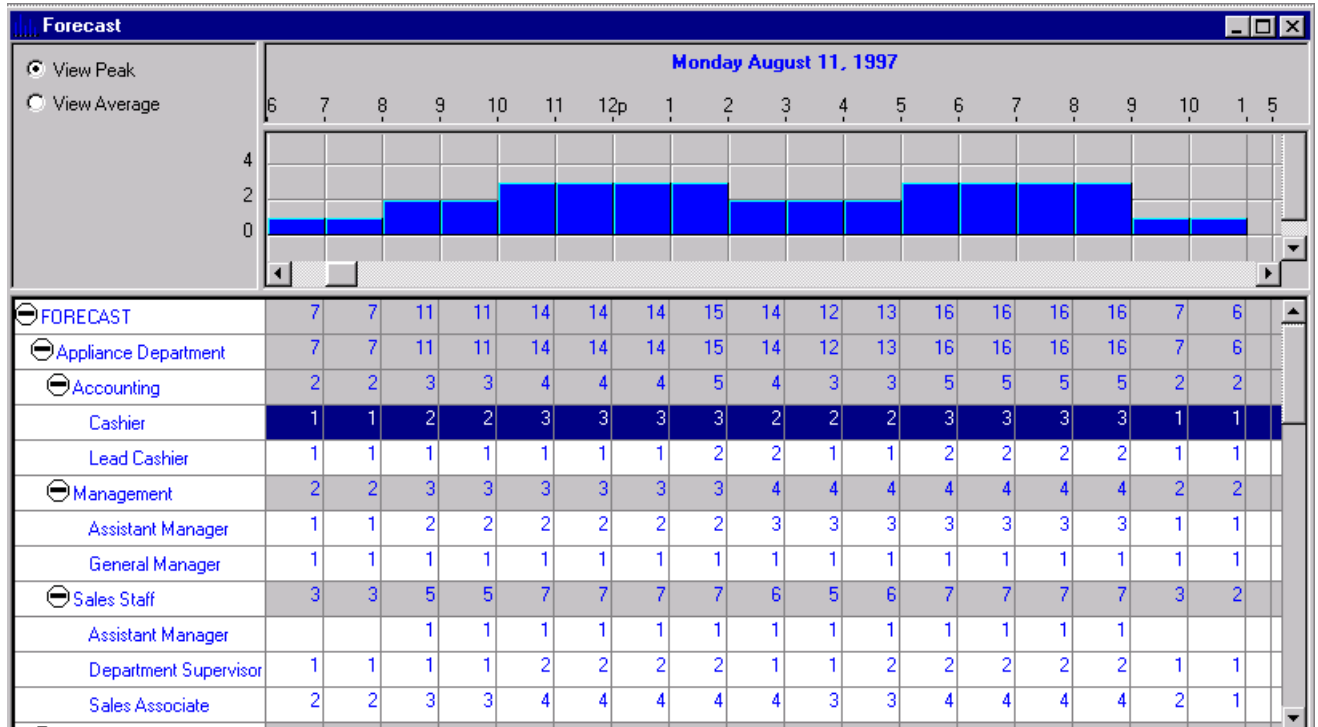 Forecast
View Peak
View Average
Monday August 11, 1997
6 7 8 9 10 11 12p 1 2 3 4 5 6 7 8 9 10 1 5
4
2
0
FORECAST 7 7 11 11 14 14 14 15 14 12 13 16 16 16 16 7 6
Appliance Department 7 7 11 11 14 14 14 15 14 12 13 16 16 16 16 7 6
Accounting 2 2 3 3 4 4 4 5 4 3 3 5 5 5 5 2 2
Cashier 1 1 2 2 3 3 3 3 2 2 2 3 3 3 3 1 1
Lead Cashier 1 1 1 1 1 1 1 2 2 1 1 2 2 2 2 1 1
Management 2 2 3 3 3 3 3 3 4 4 4 4 4 4 4 2 2
Assistant Manager 1 1 2 2 2 2 2 2 3 3 3 3 3 3 3 1 1
General Manager 1 1 1 1 1 1 1 1 1 1 1 1 1 1 1 1 1
Sales Staff 3 3 5 5 7 7 7 7 6 5 6 7 7 7 7 3 2
Assistant Manager 1 1 1 1 1 1 1 1 1 1 1 1 1
Department Supervisor 1 1 1 1 2 2 2 2 1 1 2 2 2 2 2 1 1
Sales Associate 2 2 3 3 4 4 4 4 4 3 3 4 4 4 4 2 1